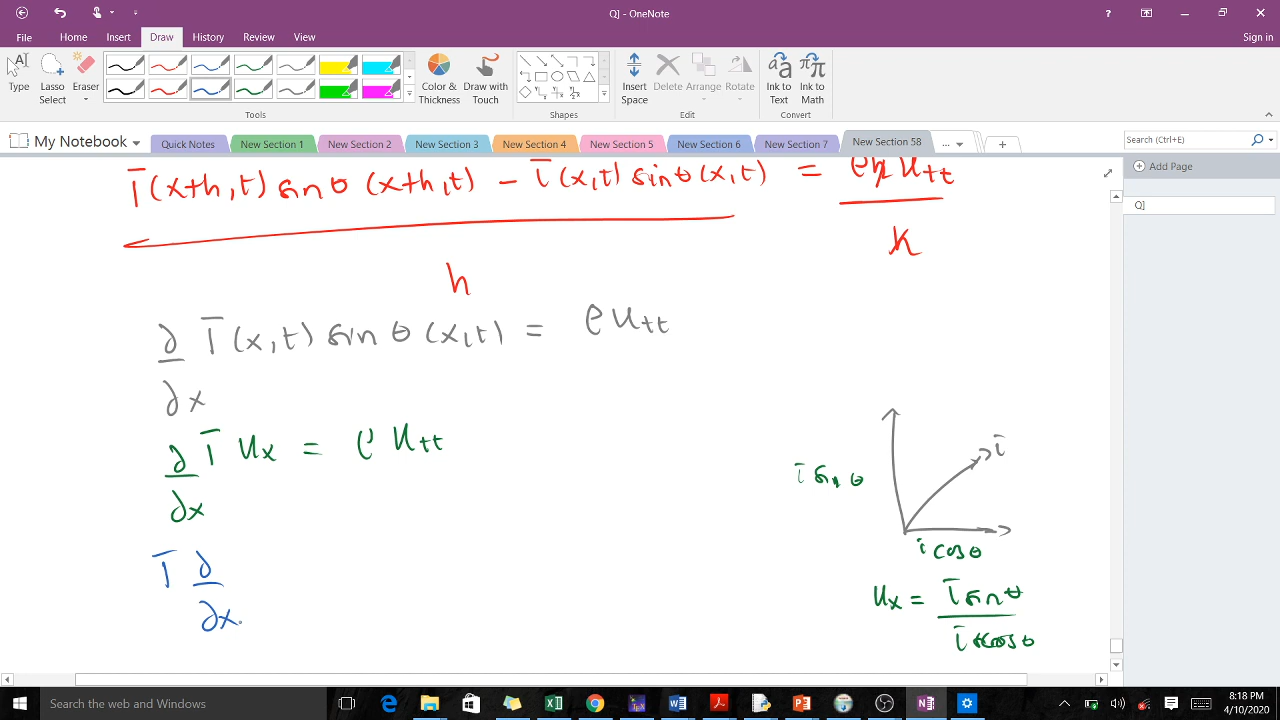 Q] - OneNote
File Home Insert Draw History Review View Sign in
Type Lasso Select Eraser Color & Thickness Draw with Touch Insert Space Delete Arrange Rotate Ink to Text Ink to Math
Tools Shapes Edit Convert
My Notebook Quick Notes New Section 1 New Section 2 New Section 3 New Section 4 New Section 5 New Section 6 New Section 7 New Section 58 ... + Search (Ctrl+E)
Add Page
Q]
T(x+h,t) sin θ (x+h,t) - T(x,t) sin θ (x,t) = ρh u_tt
h h
∂ T(x,t) sin θ (x,t) = ρ u_tt
∂x
∂ T u_x = ρ u_tt
∂x
T
T sin θ
T cos θ
T ∂
∂x
u_x = T sin θ
T cos θ
Search the web and Windows
8:18 PM
4/10/2020